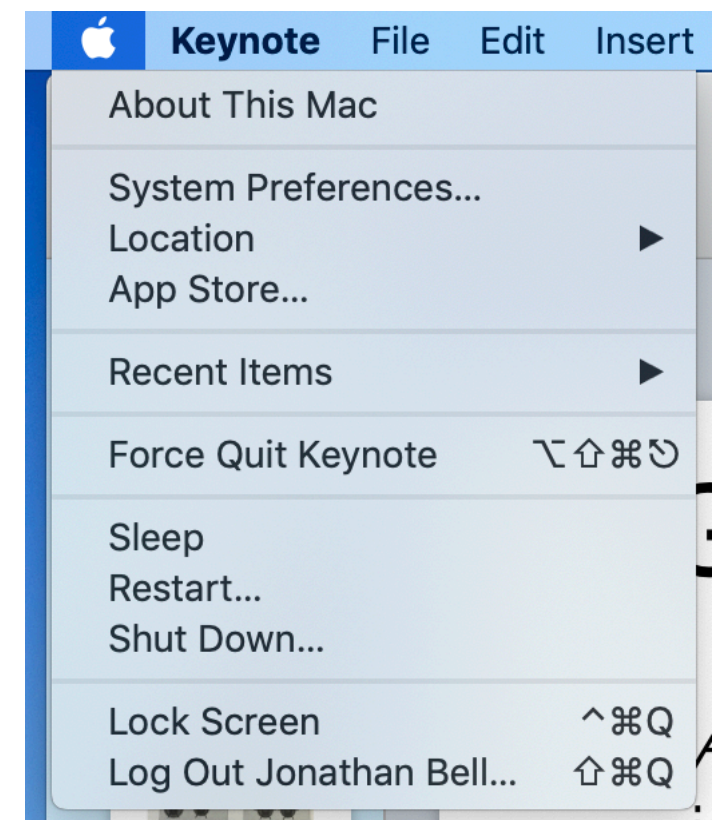 Keynote File Edit Insert
About This Mac
System Preferences...
Location ▶
App Store...
Recent Items ▶
Force Quit Keynote ⌥⇧⌘⎋
Sleep
Restart...
Shut Down...
Lock Screen ^⌘Q
Log Out Jonathan Bell... ⇧⌘Q